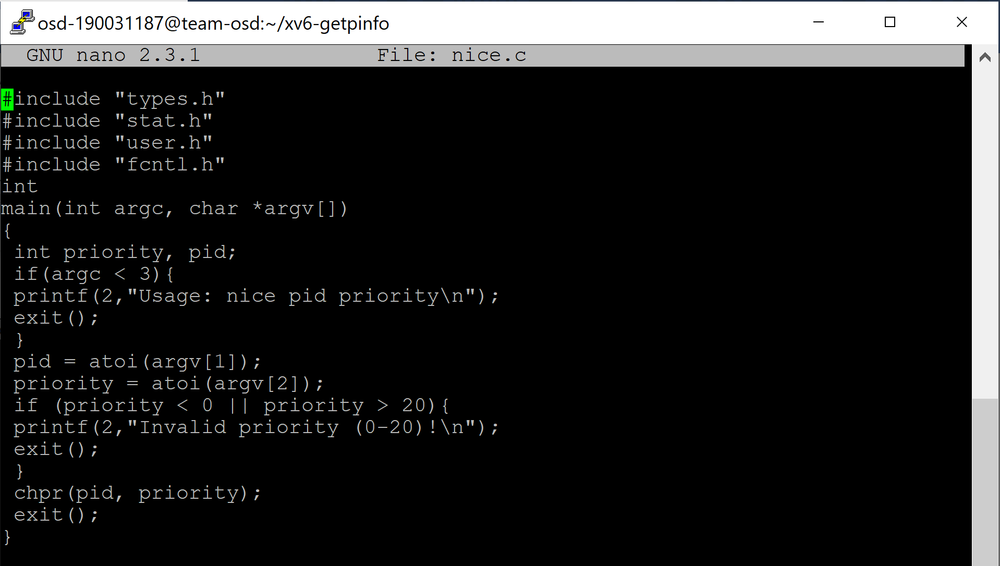 osd-190031187@team-osd:~/xv6-getpinfo
GNU nano 2.3.1 File: nice.c
#include "types.h"
#include "stat.h"
#include "user.h"
#include "fcntl.h"
int
main(int argc, char *argv[])
{
 int priority, pid;
 if(argc < 3){
 printf(2,"Usage: nice pid priority\n");
 exit();
 }
 pid = atoi(argv[1]);
 priority = atoi(argv[2]);
 if (priority < 0 || priority > 20){
 printf(2,"Invalid priority (0-20)!\n");
 exit();
 }
 chpr(pid, priority);
 exit();
}